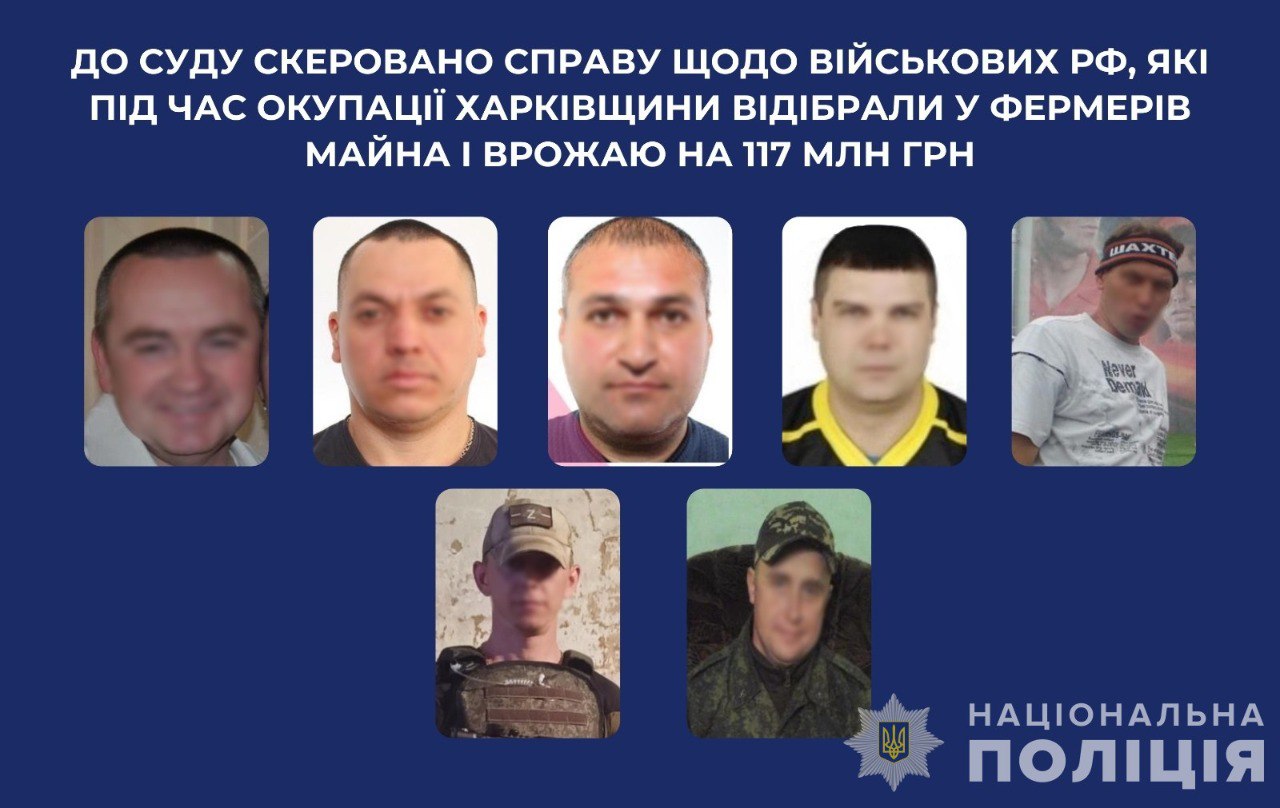 ДО СУДУ СКЕРОВАНО СПРАВУ ЩОДО ВІЙСЬКОВИХ РФ, ЯКІ
ПІД ЧАС ОКУПАЦІЇ ХАРКІВЩИНИ ВІДІБРАЛИ У ФЕРМЕРІВ
МАЙНА І ВРОЖАЮ НА 117 МЛН ГРН
ШАХТЕ
Never
Demand
Z
НАЦІОНАЛЬНА
ПОЛІЦІЯ